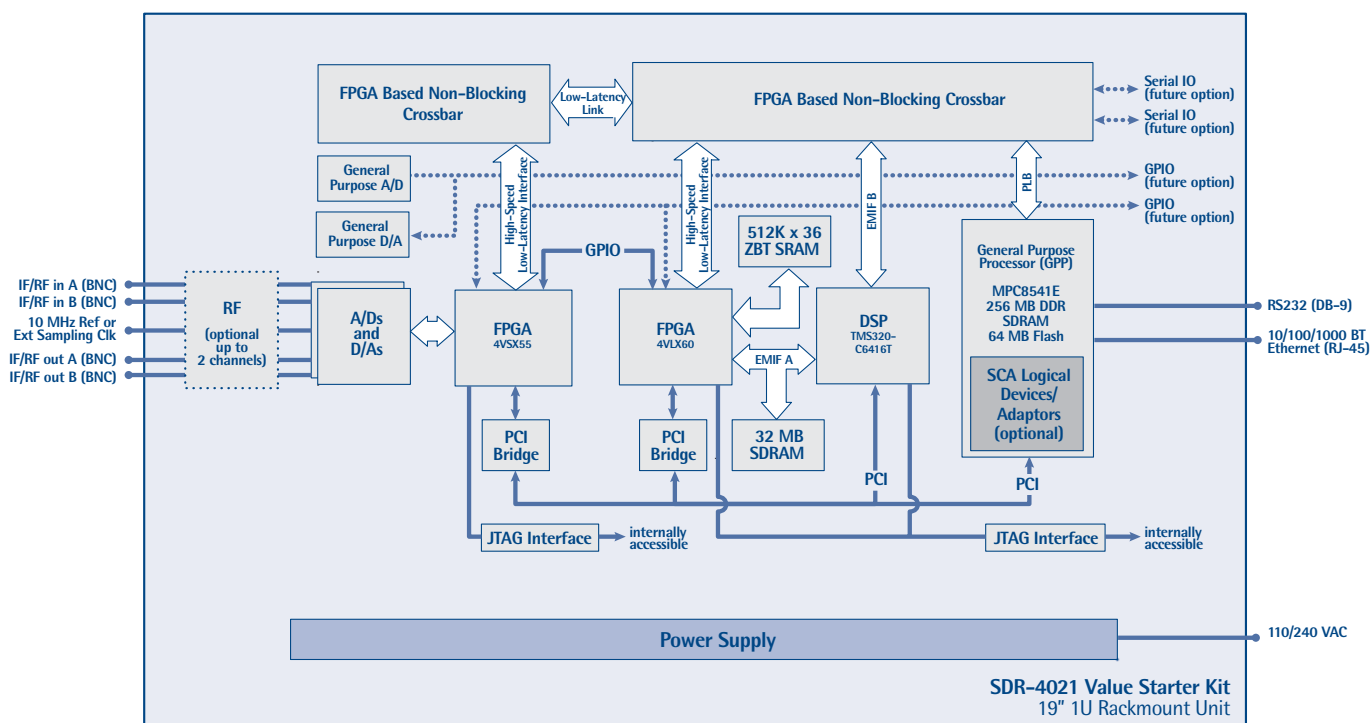 FPGA Based Non-Blocking
Crossbar
Low-Latency
Link
FPGA Based Non-Blocking Crossbar
Serial IO
(future option)
Serial IO
(future option)
General
Purpose A/D
GPIO
(future option)
GPIO
(future option)
General
Purpose D/A
High-Speed
Low-Latency Interface
High-Speed
Low-Latency Interface
EMIF B
PLB
GPIO
512K x 36
ZBT SRAM
General Purpose
Processor (GPP)
MPC8541E
256 MB DDR
SDRAM
64 MB Flash
SCA Logical
Devices/
Adaptors
(optional)
IF/RF in A (BNC)
IF/RF in B (BNC)
10 MHz Ref or
Ext Sampling Clk
IF/RF out A (BNC)
IF/RF out B (BNC)
RF
(optional
up to
2 channels)
A/Ds
and
D/As
FPGA
4VSX55
FPGA
4VLX60
EMIF A
DSP
TMS320-
C6416T
RS232 (DB-9)
10/100/1000 BT
Ethernet (RJ-45)
PCI
Bridge
PCI
Bridge
32 MB
SDRAM
PCI
PCI
JTAG Interface
internally
accessible
JTAG Interface
internally
accessible
Power Supply
110/240 VAC
SDR-4021 Value Starter Kit
19" 1U Rackmount Unit